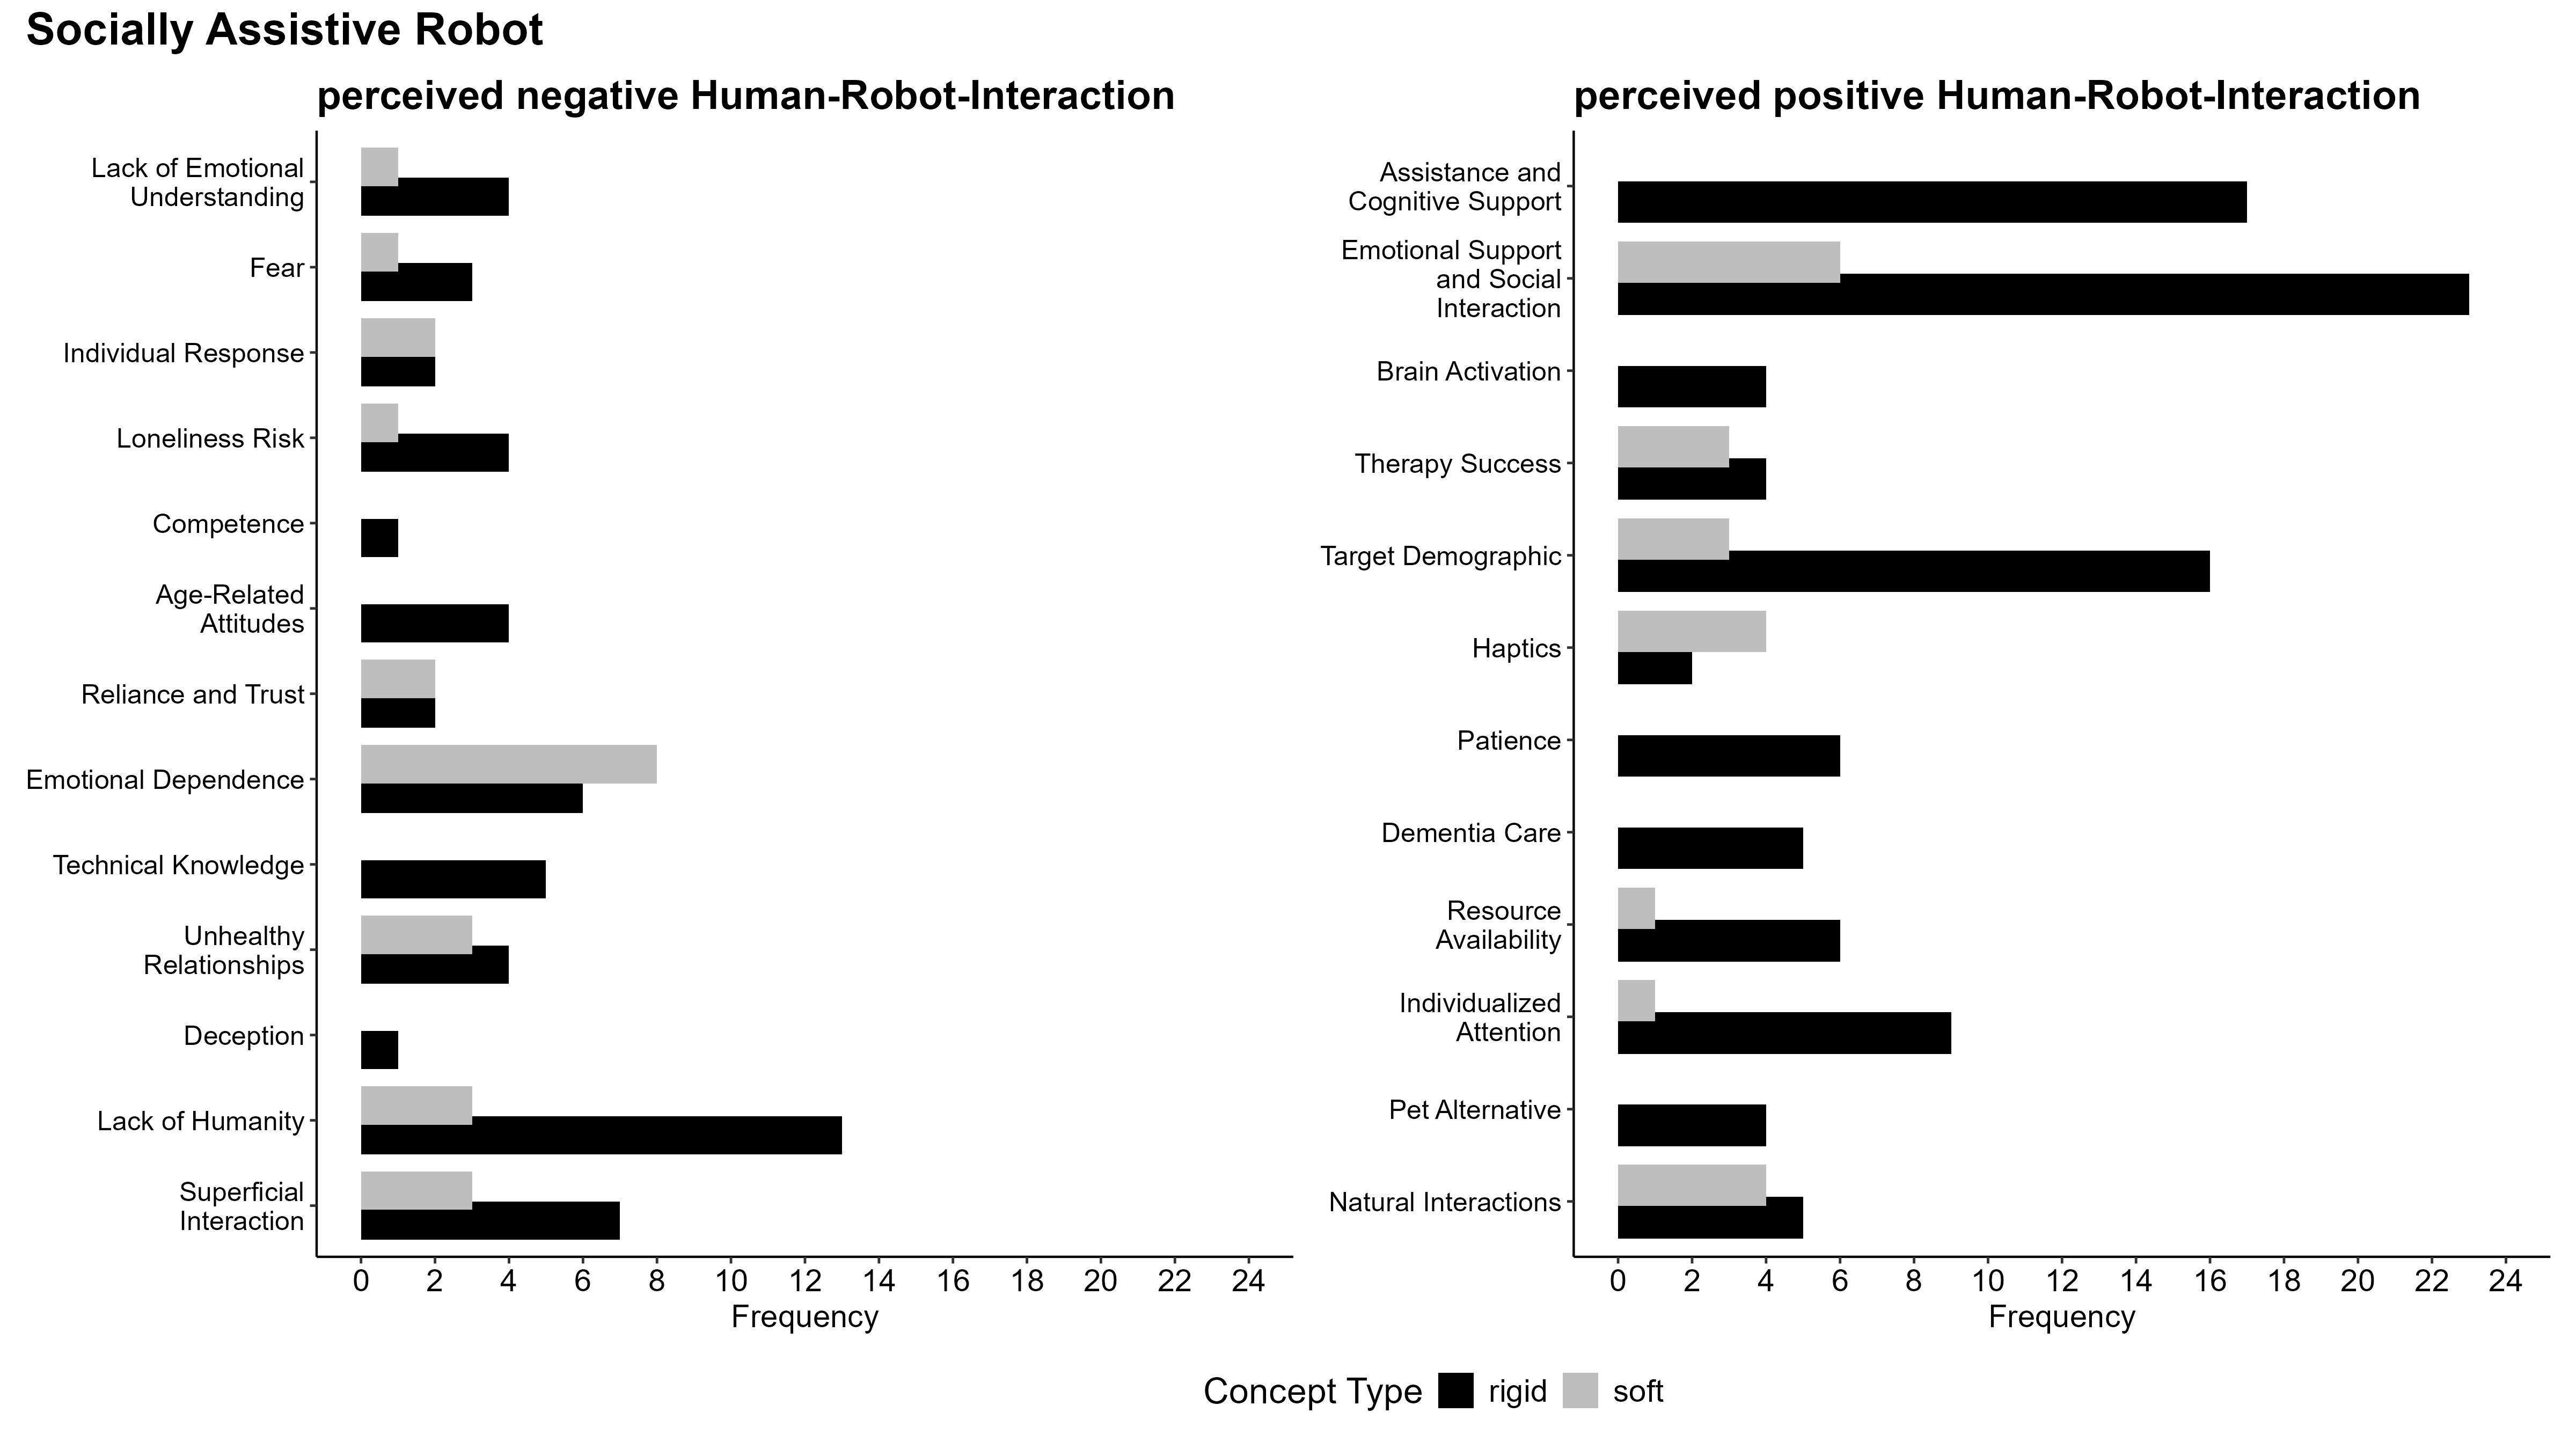 Socially Assistive Robot
perceived negative Human-Robot-Interaction
Lack of Emotional
Understanding
Fear
Individual Response
Loneliness Risk
Competence
Age-Related
Attitudes
Reliance and Trust
Emotional Dependence
Technical Knowledge
Unhealthy
Relationships
Deception
Lack of Humanity
Superficial
Interaction
0 2 4 6 8 10 12 14 16 18 20 22 24
Frequency
perceived positive Human-Robot-Interaction
Assistance and
Cognitive Support
Emotional Support
and Social
Interaction
Brain Activation
Therapy Success
Target Demographic
Haptics
Patience
Dementia Care
Resource
Availability
Individualized
Attention
Pet Alternative
Natural Interactions
0 2 4 6 8 10 12 14 16 18 20 22 24
Frequency
Concept Type rigid soft